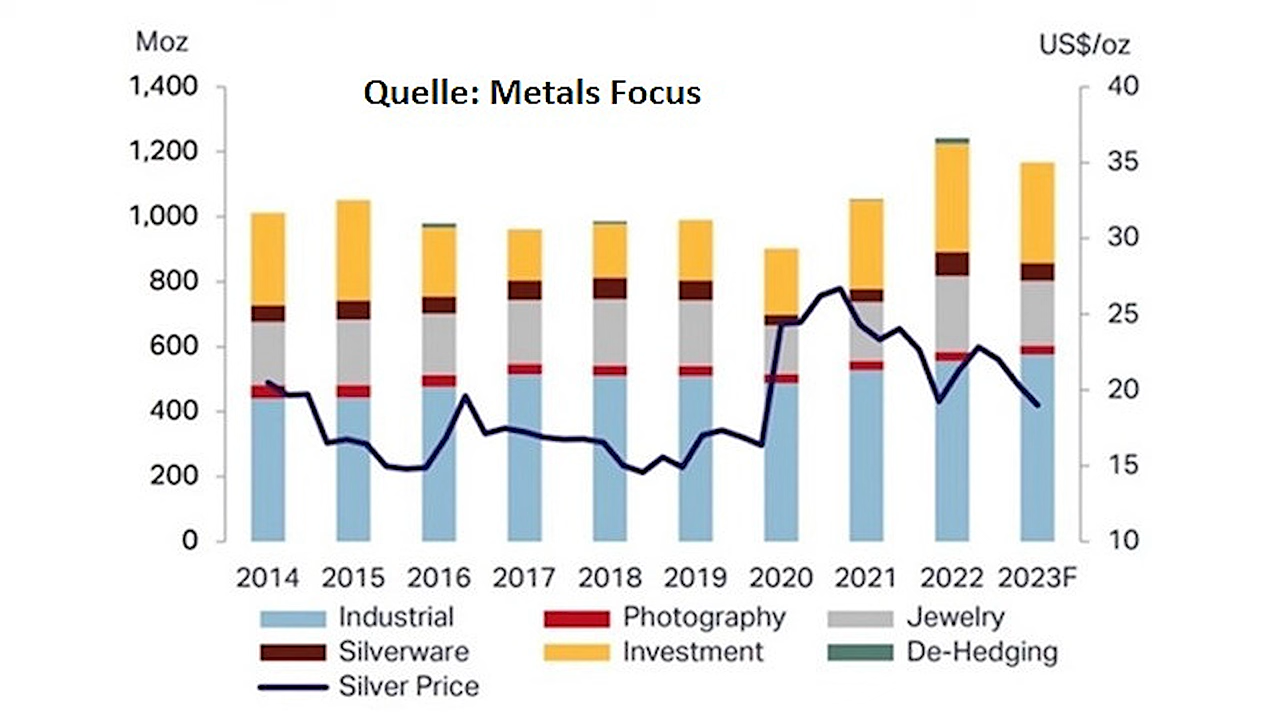 Moz US$/oz
Quelle: Metals Focus
1,400 40
1,200 35
1,000 30
800 25
600 20
400 15
200 10
0
2014 2015 2016 2017 2018 2019 2020 2021 2022 2023F
Industrial Photography Jewelry
Silverware Investment De-Hedging
Silver Price